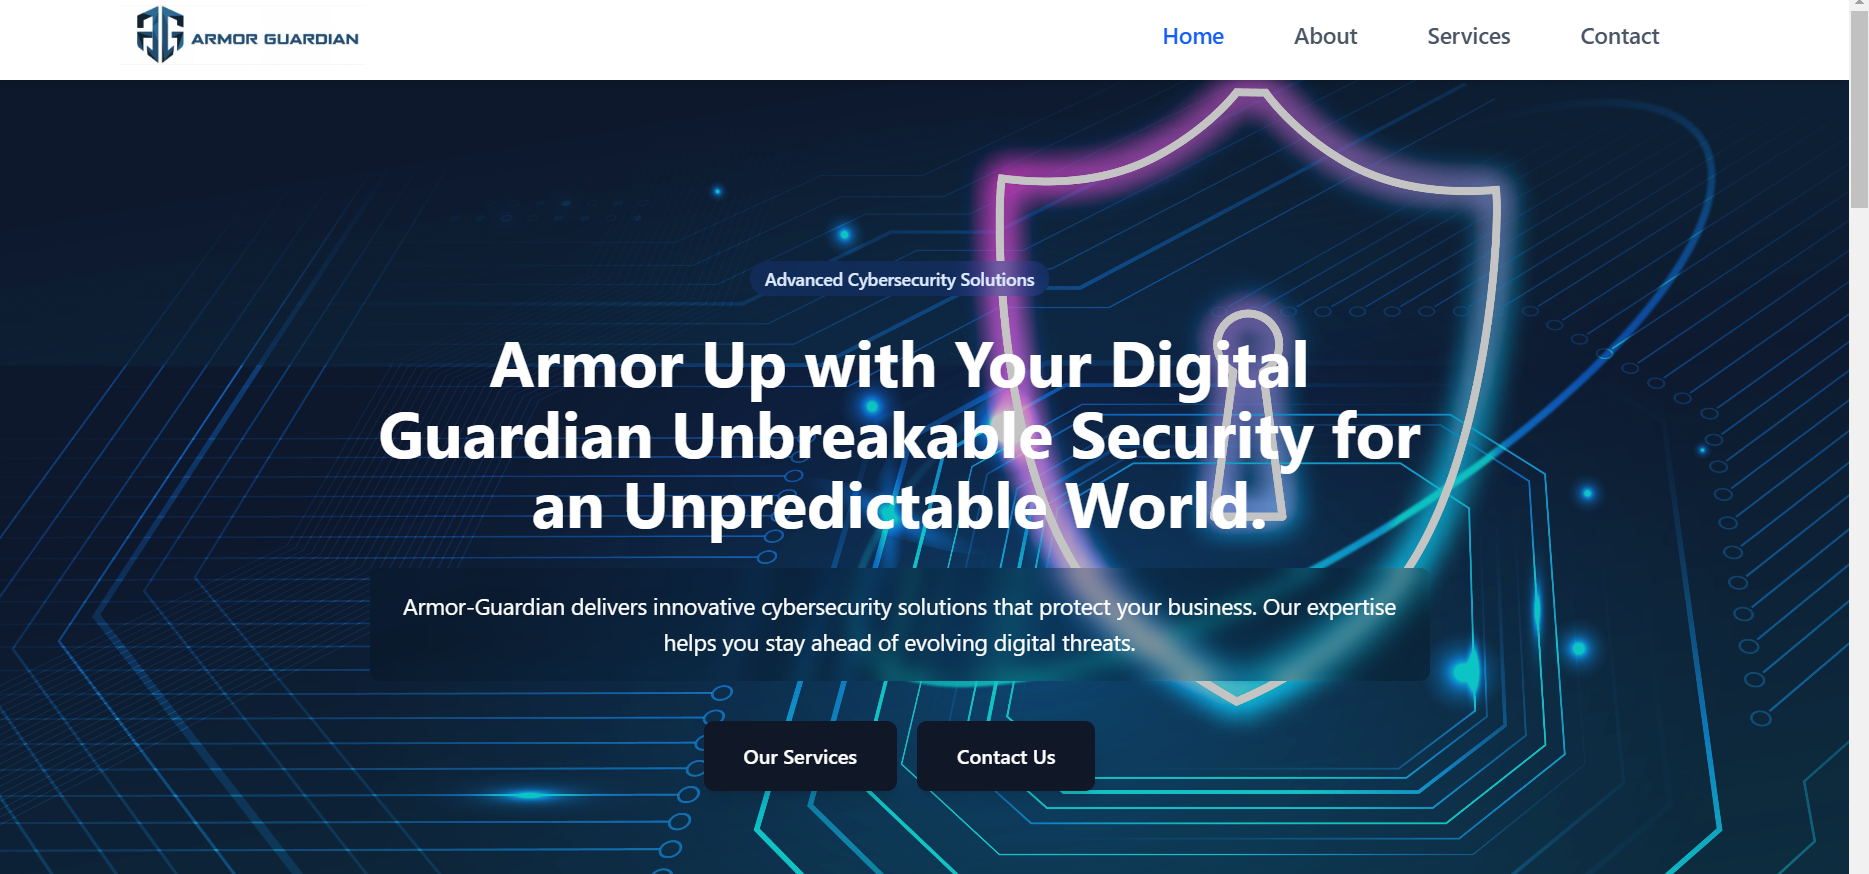 ARMOR GUARDIAN
Home About Services Contact
Advanced Cybersecurity Solutions
Armor Up with Your Digital
Guardian Unbreakable Security for
an Unpredictable World.
Armor-Guardian delivers innovative cybersecurity solutions that protect your business. Our expertise
helps you stay ahead of evolving digital threats.
Our Services Contact Us